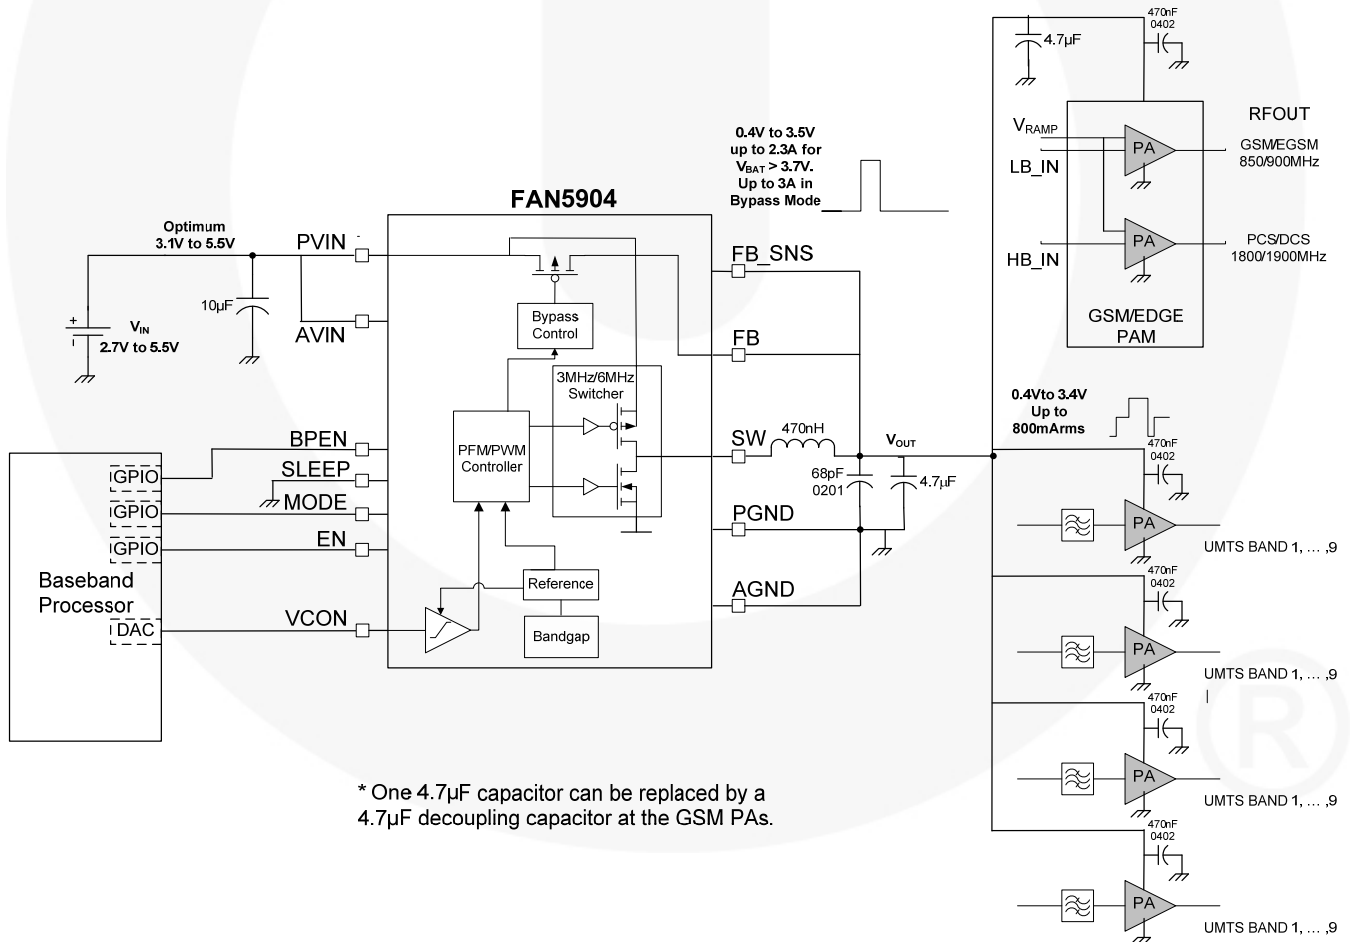 470nF
0402
4.7µF
RFOUT
V_RAMP
PA
GSM/EGSM
850/900MHz
LB_IN
PA
PCS/DCS
1800/1900MHz
HB_IN
GSM/EDGE
PAM
0.4V to 3.5V
up to 2.3A for
V_BAT > 3.7V.
Up to 3A in
Bypass Mode
FAN5904
Optimum
3.1V to 5.5V
PVIN
10µF
AVIN
+
V_IN
2.7V to 5.5V
-
FB_SNS
FB
Bypass
Control
3MHz/6MHz
Switcher
PFM/PWM
Controller
SW
470nH
V_OUT
68pF
0201
4.7µF
PGND
AGND
BPEN
SLEEP
MODE
EN
VCON
Reference
Bandgap
GPIO
GPIO
GPIO
Baseband
Processor
DAC
0.4Vto 3.4V
Up to
800mArms
470nF
0402
PA
UMTS BAND 1, ... ,9
470nF
0402
PA
UMTS BAND 1, ... ,9
470nF
0402
PA
UMTS BAND 1, ... ,9
470nF
0402
PA
UMTS BAND 1, ... ,9
* One 4.7µF capacitor can be replaced by a
4.7µF decoupling capacitor at the GSM PAs.
®